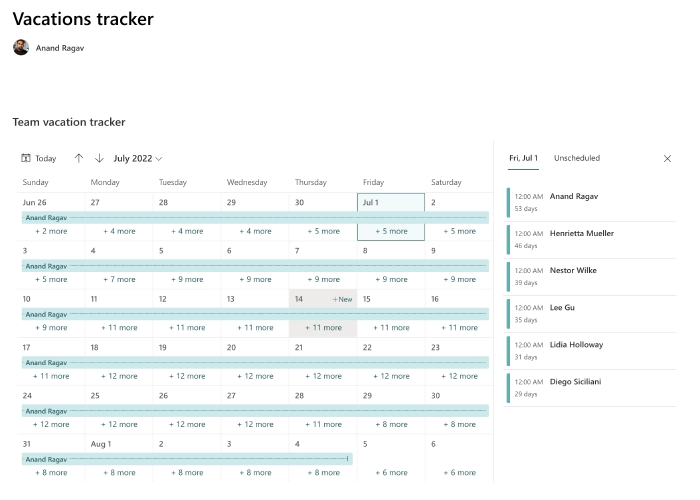 Vacations tracker
Anand Ragav
Team vacation tracker
Today July 2022
Fri, Jul 1 Unscheduled
Sunday Monday Tuesday Wednesday Thursday Friday Saturday
Jun 26 27 28 29 30 Jul 1 2
Anand Ragav
+ 2 more + 4 more + 4 more + 4 more + 5 more + 5 more + 5 more
3 4 5 6 7 8 9
Anand Ragav
+ 5 more + 7 more + 9 more + 9 more + 9 more + 9 more + 9 more
10 11 12 13 14 + New 15 16
Anand Ragav
+ 9 more + 11 more + 11 more + 11 more + 11 more + 11 more + 11 more
17 18 19 20 21 22 23
Anand Ragav
+ 11 more + 12 more + 12 more + 12 more + 12 more + 12 more + 12 more
24 25 26 27 28 29 30
Anand Ragav
+ 12 more + 12 more + 12 more + 12 more + 11 more + 8 more + 8 more
31 Aug 1 2 3 4 5 6
Anand Ragav
+ 8 more + 8 more + 8 more + 8 more + 8 more + 6 more + 6 more
12:00 AM Anand Ragav
53 days
12:00 AM Henrietta Mueller
46 days
12:00 AM Nestor Wilke
39 days
12:00 AM Lee Gu
35 days
12:00 AM Lidia Holloway
31 days
12:00 AM Diego Siciliani
29 days